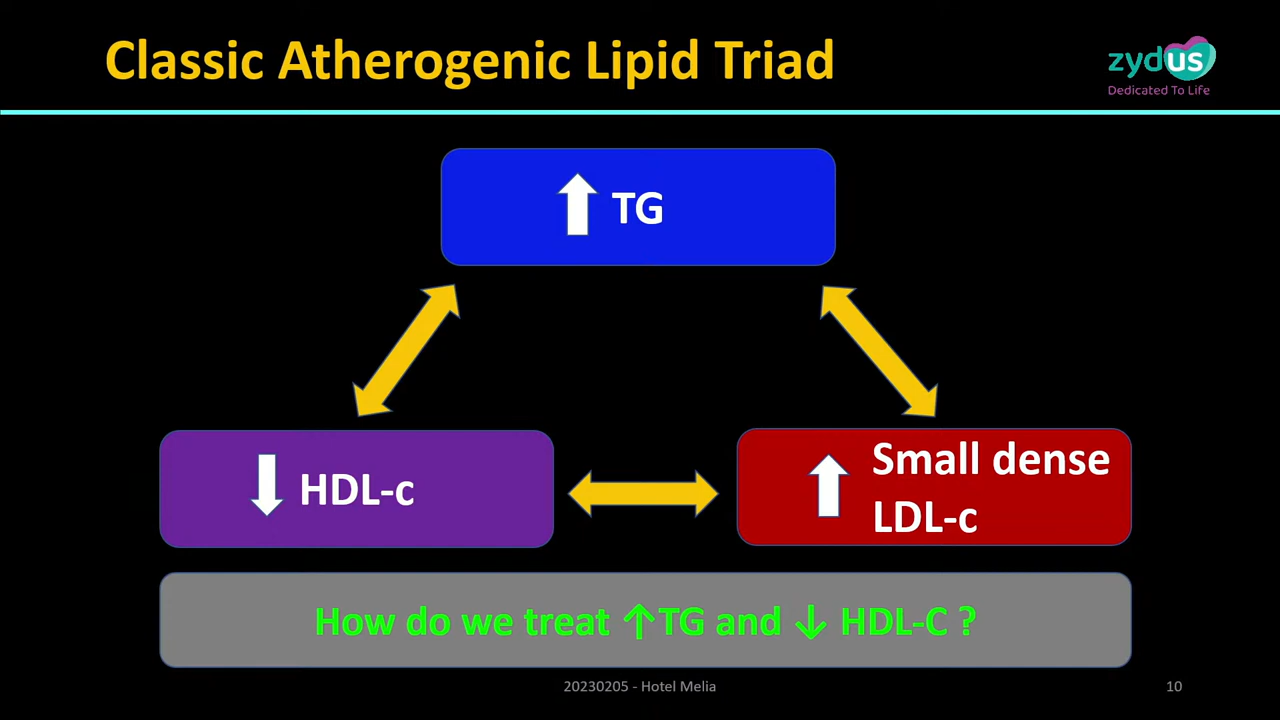 Classic Atherogenic Lipid Triad
zydus
Dedicated To Life
TG
HDL-c
Small dense
LDL-c
How do we treat ↑TG and ↓ HDL-C ?
20230205 - Hotel Melia
10